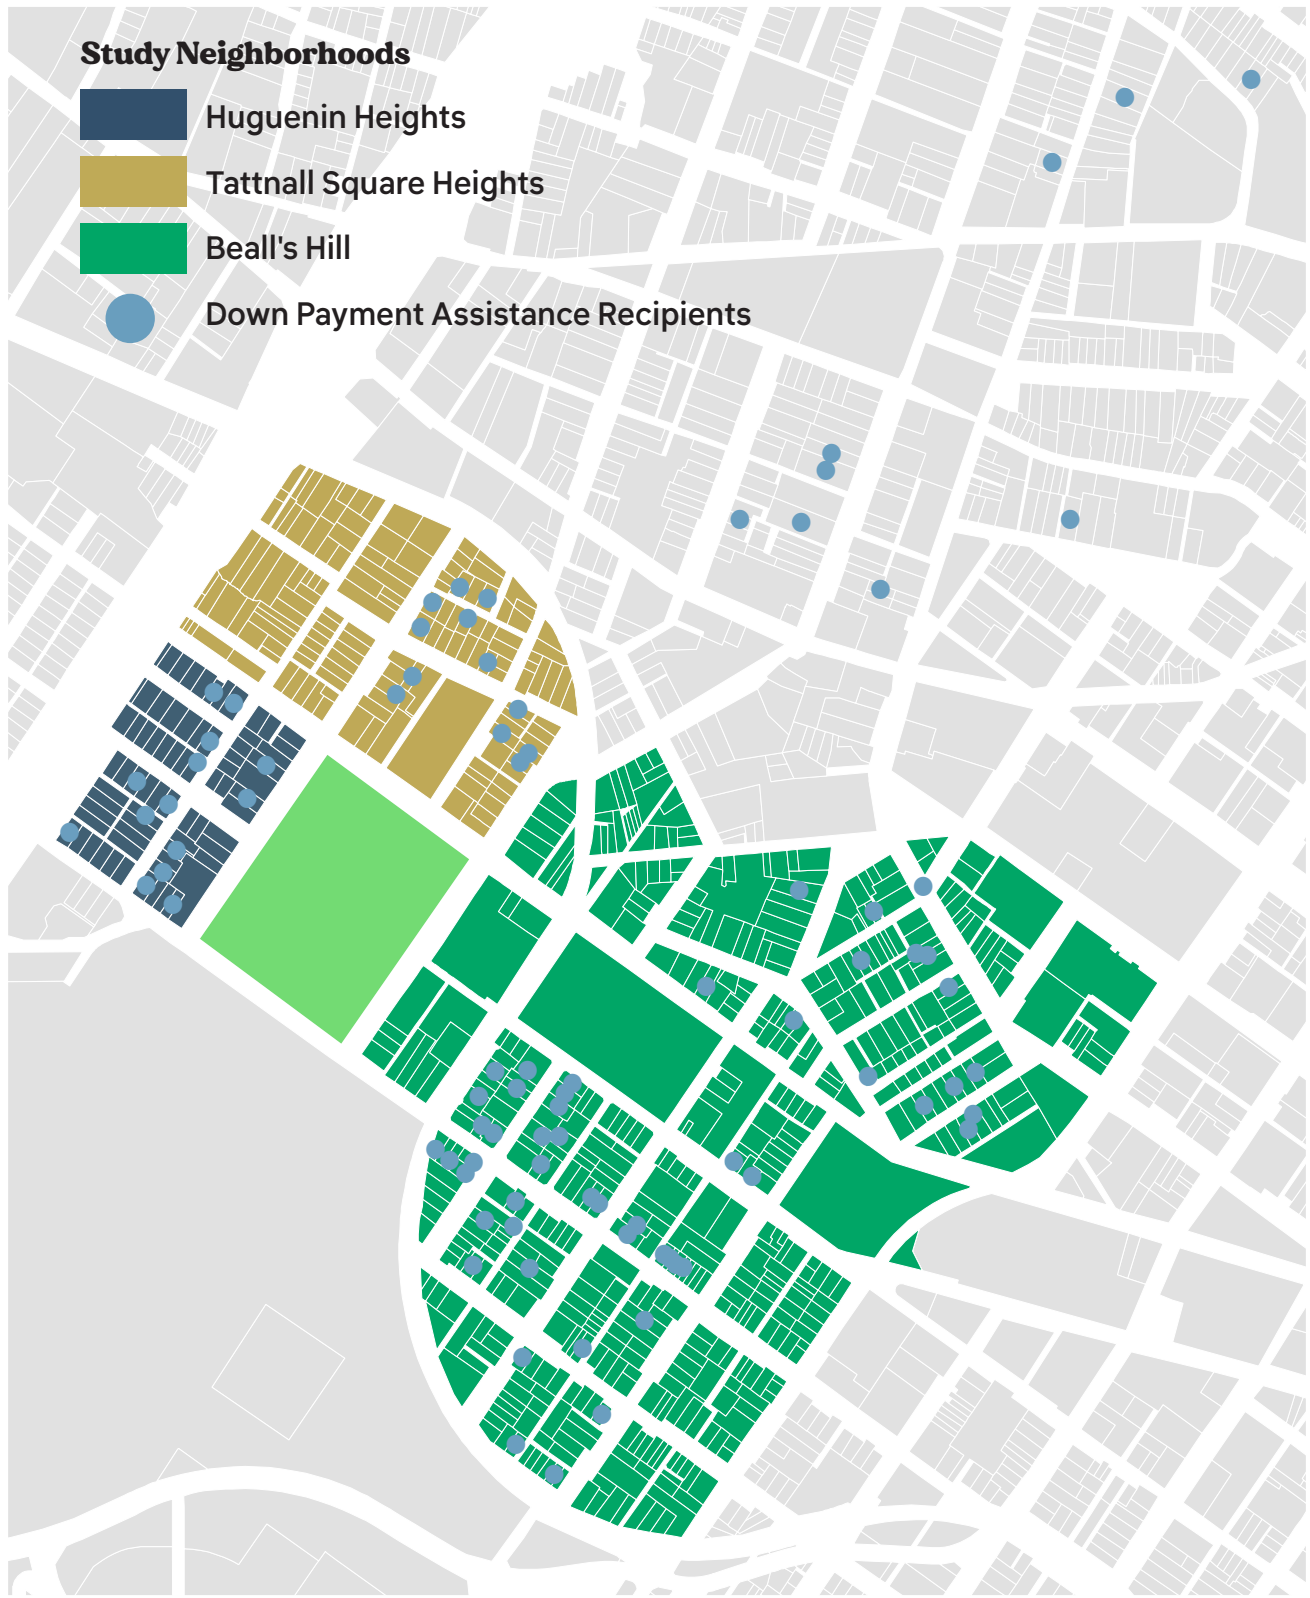 Study Neighborhoods
Huguenin Heights
Tattnall Square Heights
Beall's Hill
Down Payment Assistance Recipients